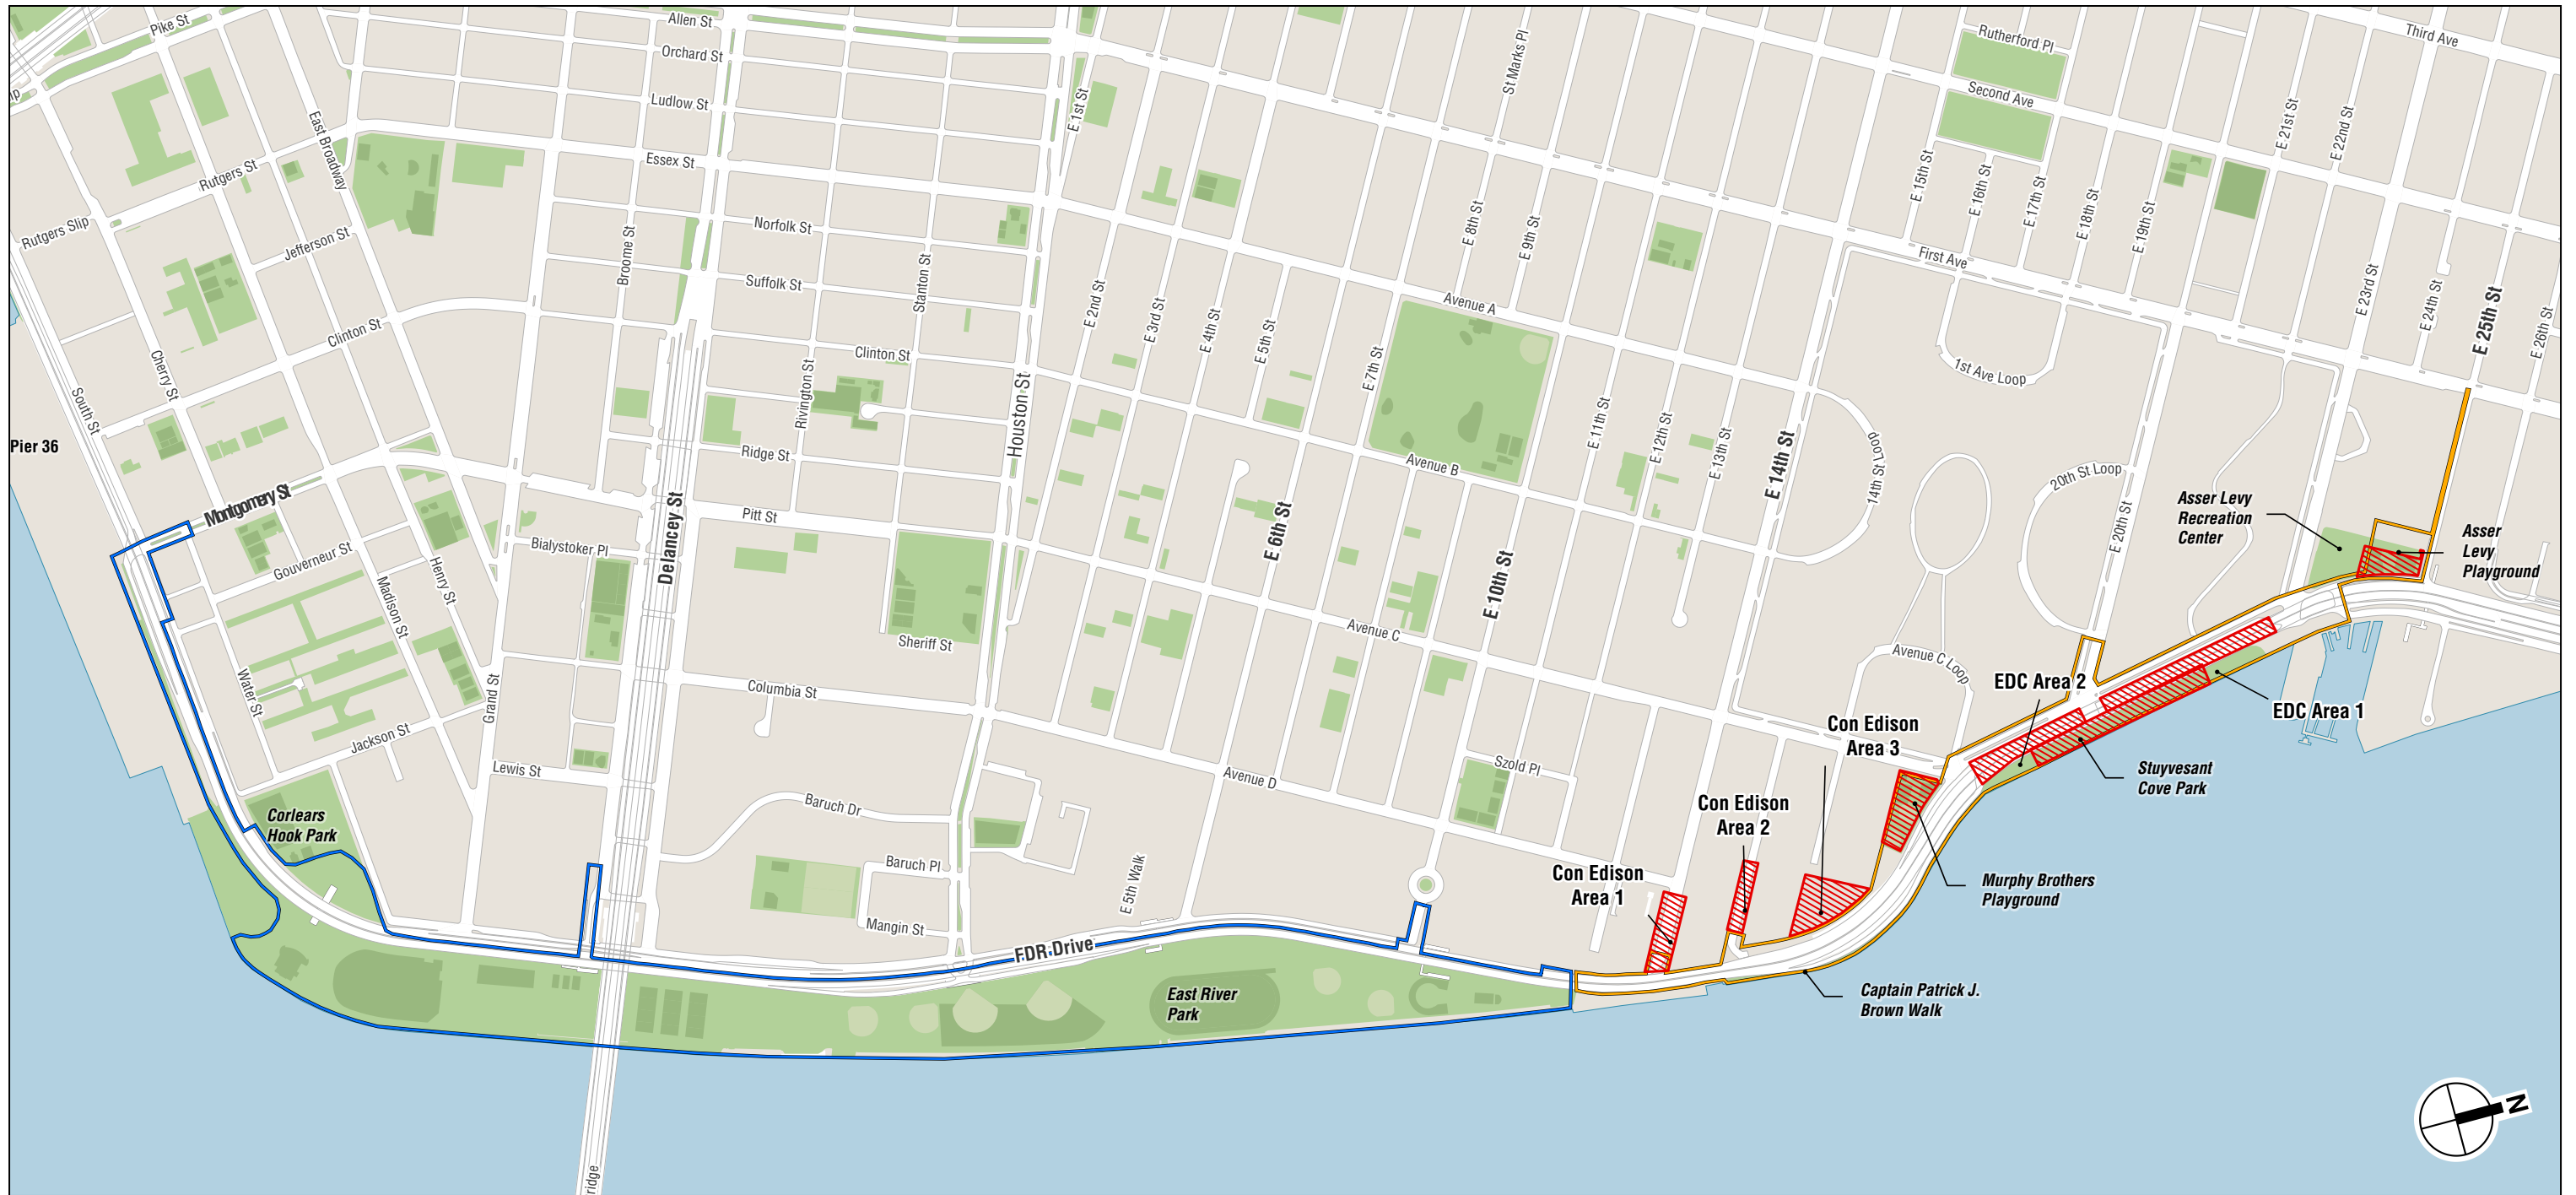 Pike St
Allen St
Orchard St
Ludlow St
Essex St
Norfolk St
Suffolk St
Clinton St
Ridge St
Pitt St
Bialystoker Pl
Sheriff St
Columbia St
Lewis St
Baruch Dr
Baruch Pl
Mangin St
East Broadway
Rutgers St
Rutgers Slip
Jefferson St
Clinton St
Cherry St
South St
Pier 36
Montgomery St
Gouverneur St
Henry St
Madison St
Water St
Jackson St
Grand St
Broome St
Delancey St
Rivington St
Stanton St
Houston St
E 1st St
E 2nd St
E 3rd St
E 4th St
E 5th St
E 5th Walk
E 6th St
E 7th St
St Marks Pl
E 8th St
E 9th St
E 10th St
E 11th St
E 12th St
E 13th St
E 14th St
14th St Loop
E 15th St
E 16th St
E 17th St
E 18th St
E 19th St
E 20th St
20th St Loop
E 21st St
E 22nd St
E 23rd St
E 24th St
E 25th St
E 26th St
Rutherford Pl
Third Ave
Second Ave
First Ave
1st Ave Loop
Avenue A
Avenue B
Avenue C
Avenue C Loop
Avenue D
Szold Pl
FDR Drive
Corlears
Hook Park
East River
Park
Con Edison
Area 1
Con Edison
Area 2
Con Edison
Area 3
EDC Area 2
EDC Area 1
Asser Levy
Recreation
Center
Asser
Levy
Playground
Stuyvesant
Cove Park
Murphy Brothers
Playground
Captain Patrick J.
Brown Walk
N